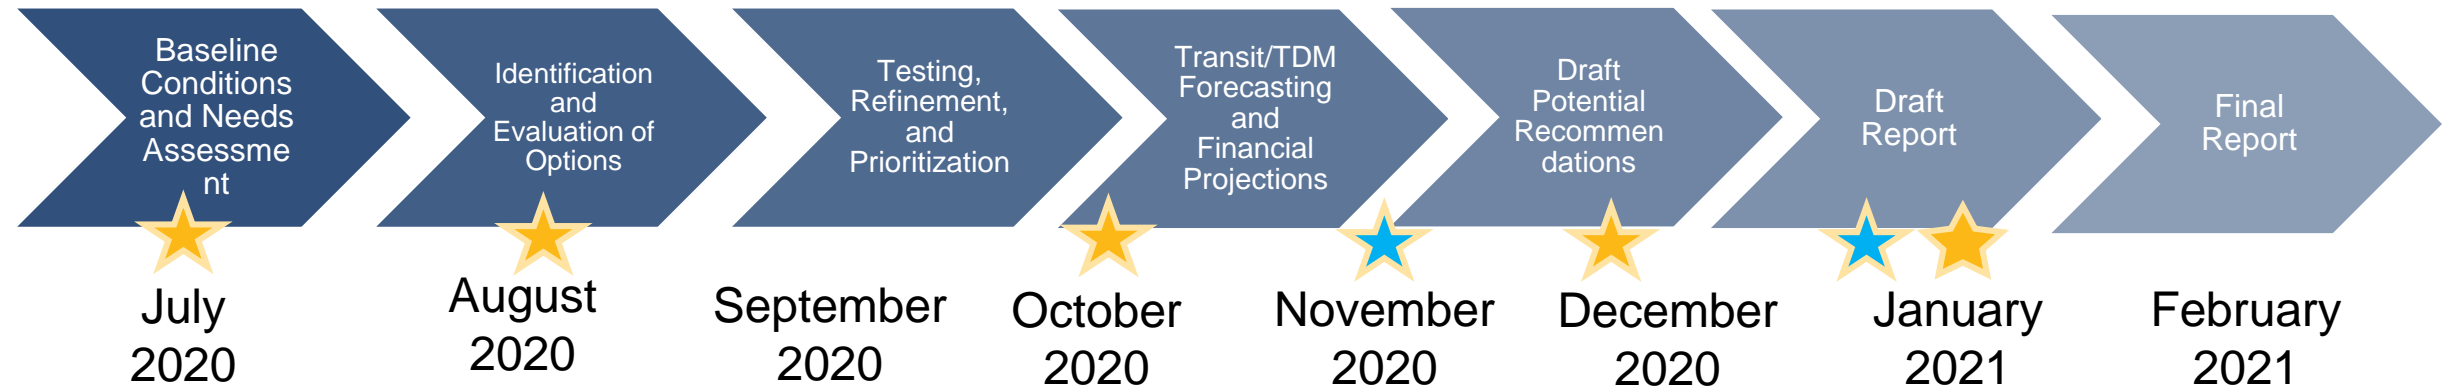 Baseline
Conditions
and Needs
Assessme
nt
Identification
and
Evaluation of
Options
Testing,
Refinement,
and
Prioritization
Transit/TDM
Forecasting
and
Financial
Projections
Draft
Potential
Recommen
dations
Draft
Report
Final
Report
July
2020
August
2020
September
2020
October
2020
November
2020
December
2020
January
2021
February
2021